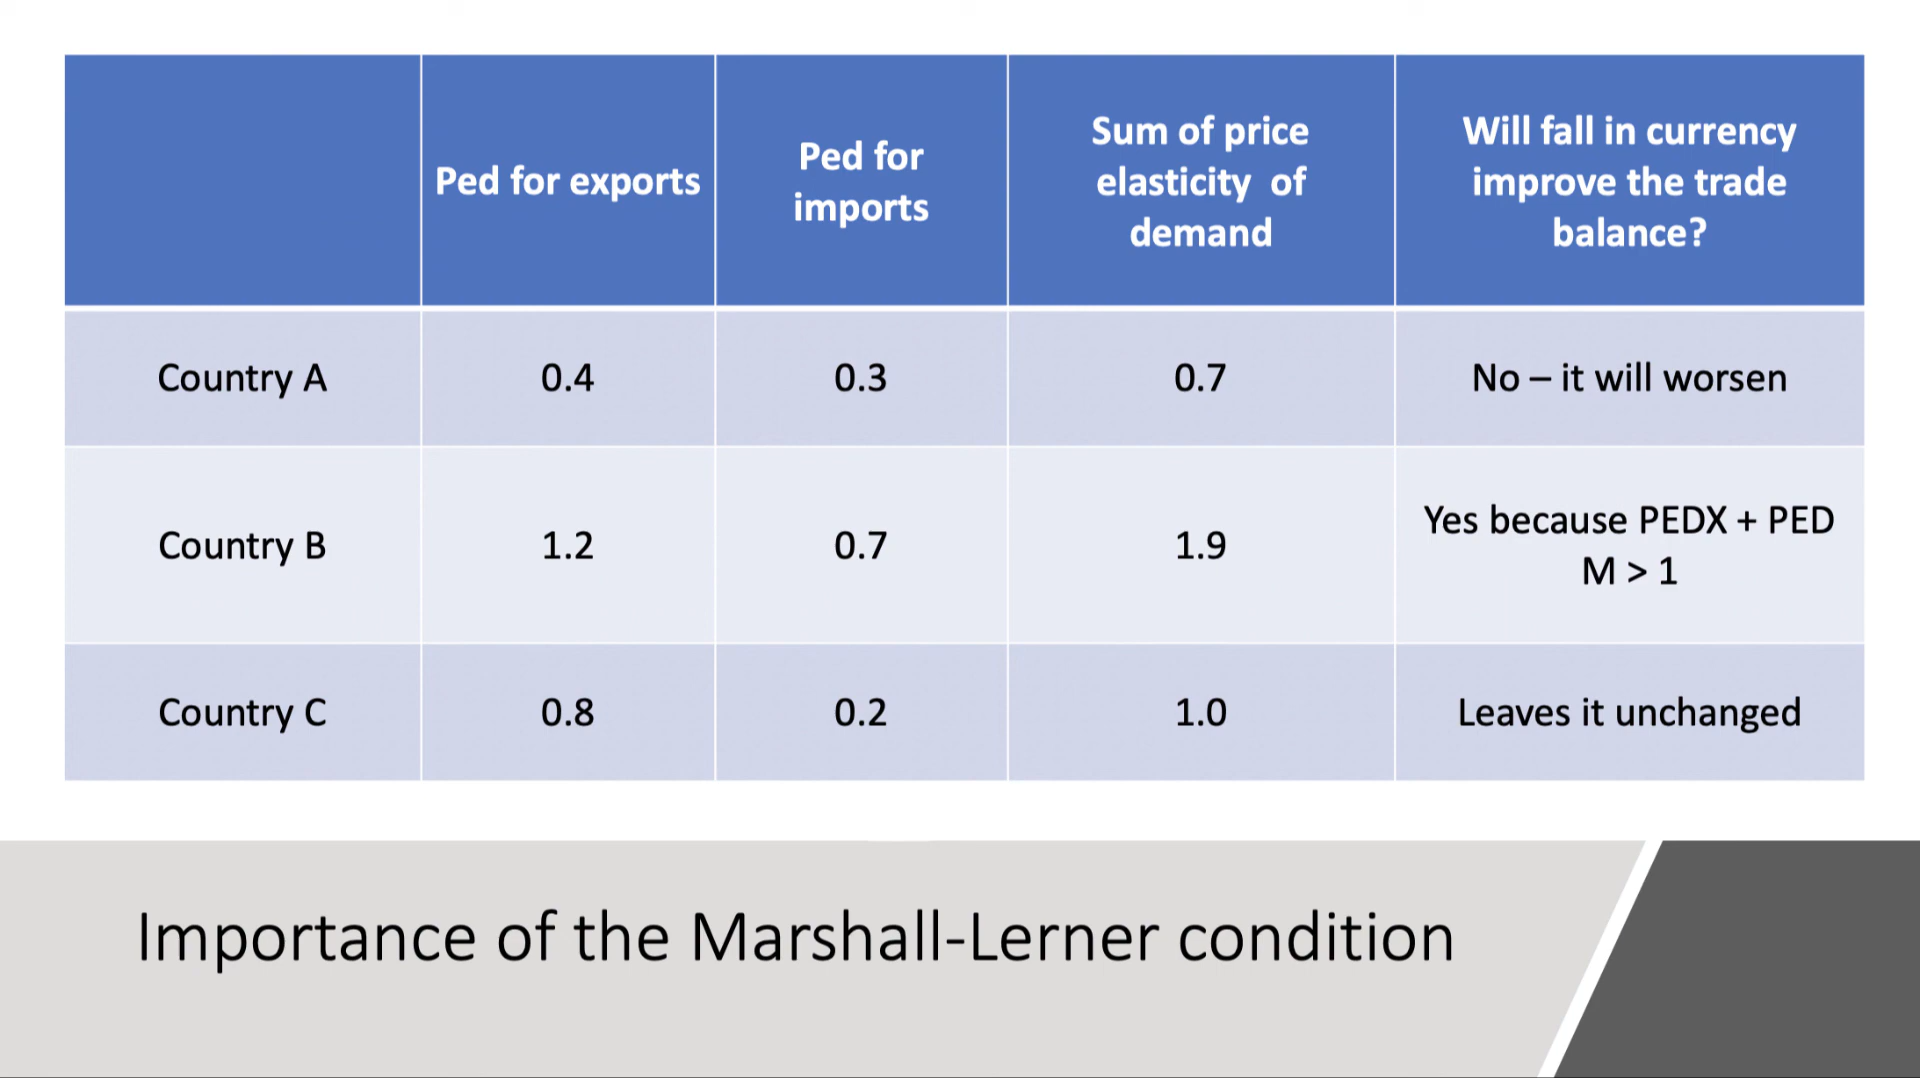 Ped for exports
Ped for
imports
Sum of price
elasticity of
demand
Will fall in currency
improve the trade
balance?
Country A
0.4
0.3
0.7
No – it will worsen
Country B
1.2
0.7
1.9
Yes because PEDX + PED
M > 1
Country C
0.8
0.2
1.0
Leaves it unchanged
Importance of the Marshall-Lerner condition